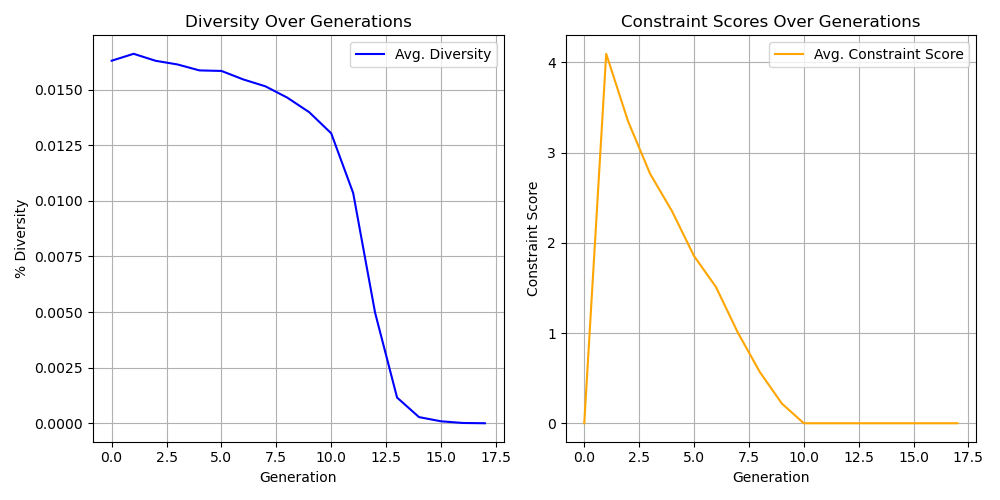 Diversity Over Generations
Avg. Diversity
% Diversity
0.0150
0.0125
0.0100
0.0075
0.0050
0.0025
0.0000
0.0 2.5 5.0 7.5 10.0 12.5 15.0 17.5
Generation
Constraint Scores Over Generations
Avg. Constraint Score
Constraint Score
4
3
2
1
0
0.0 2.5 5.0 7.5 10.0 12.5 15.0 17.5
Generation